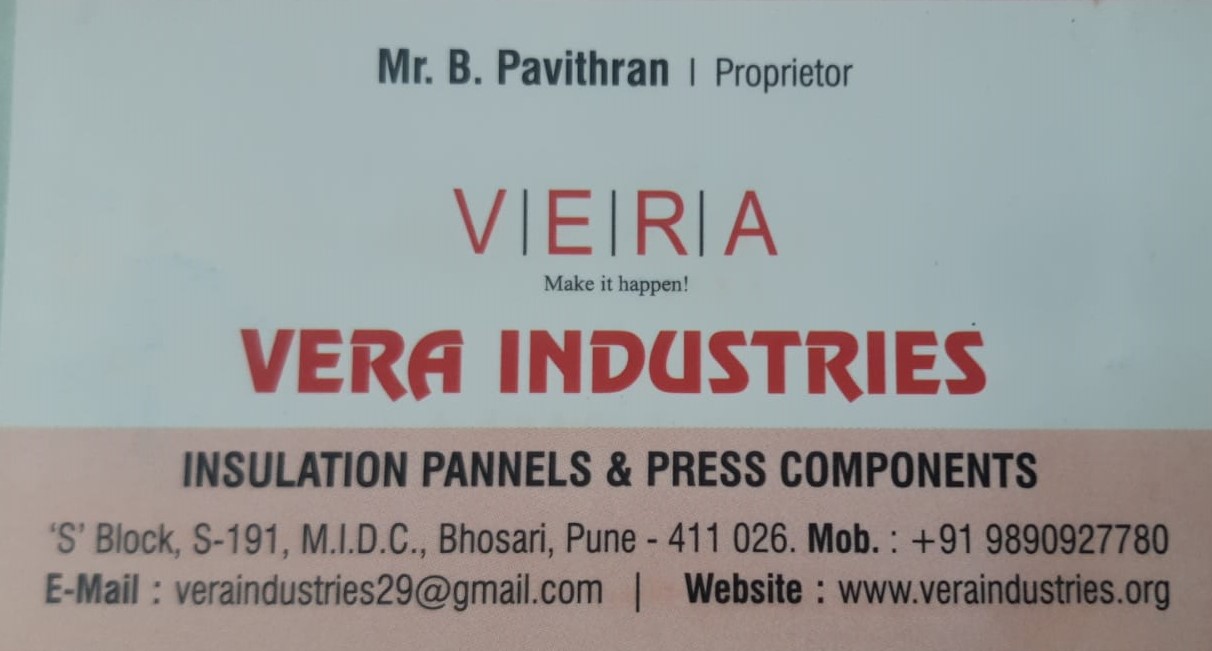 Mr. B. Pavithran | Proprietor
V|E|R|A
Make it happen!
VERA INDUSTRIES
INSULATION PANNELS & PRESS COMPONENTS
'S' Block, S-191, M.I.D.C., Bhosari, Pune - 411 026. Mob. : +91 9890927780
E-Mail : veraindustries29@gmail.com | Website : www.veraindustries.org